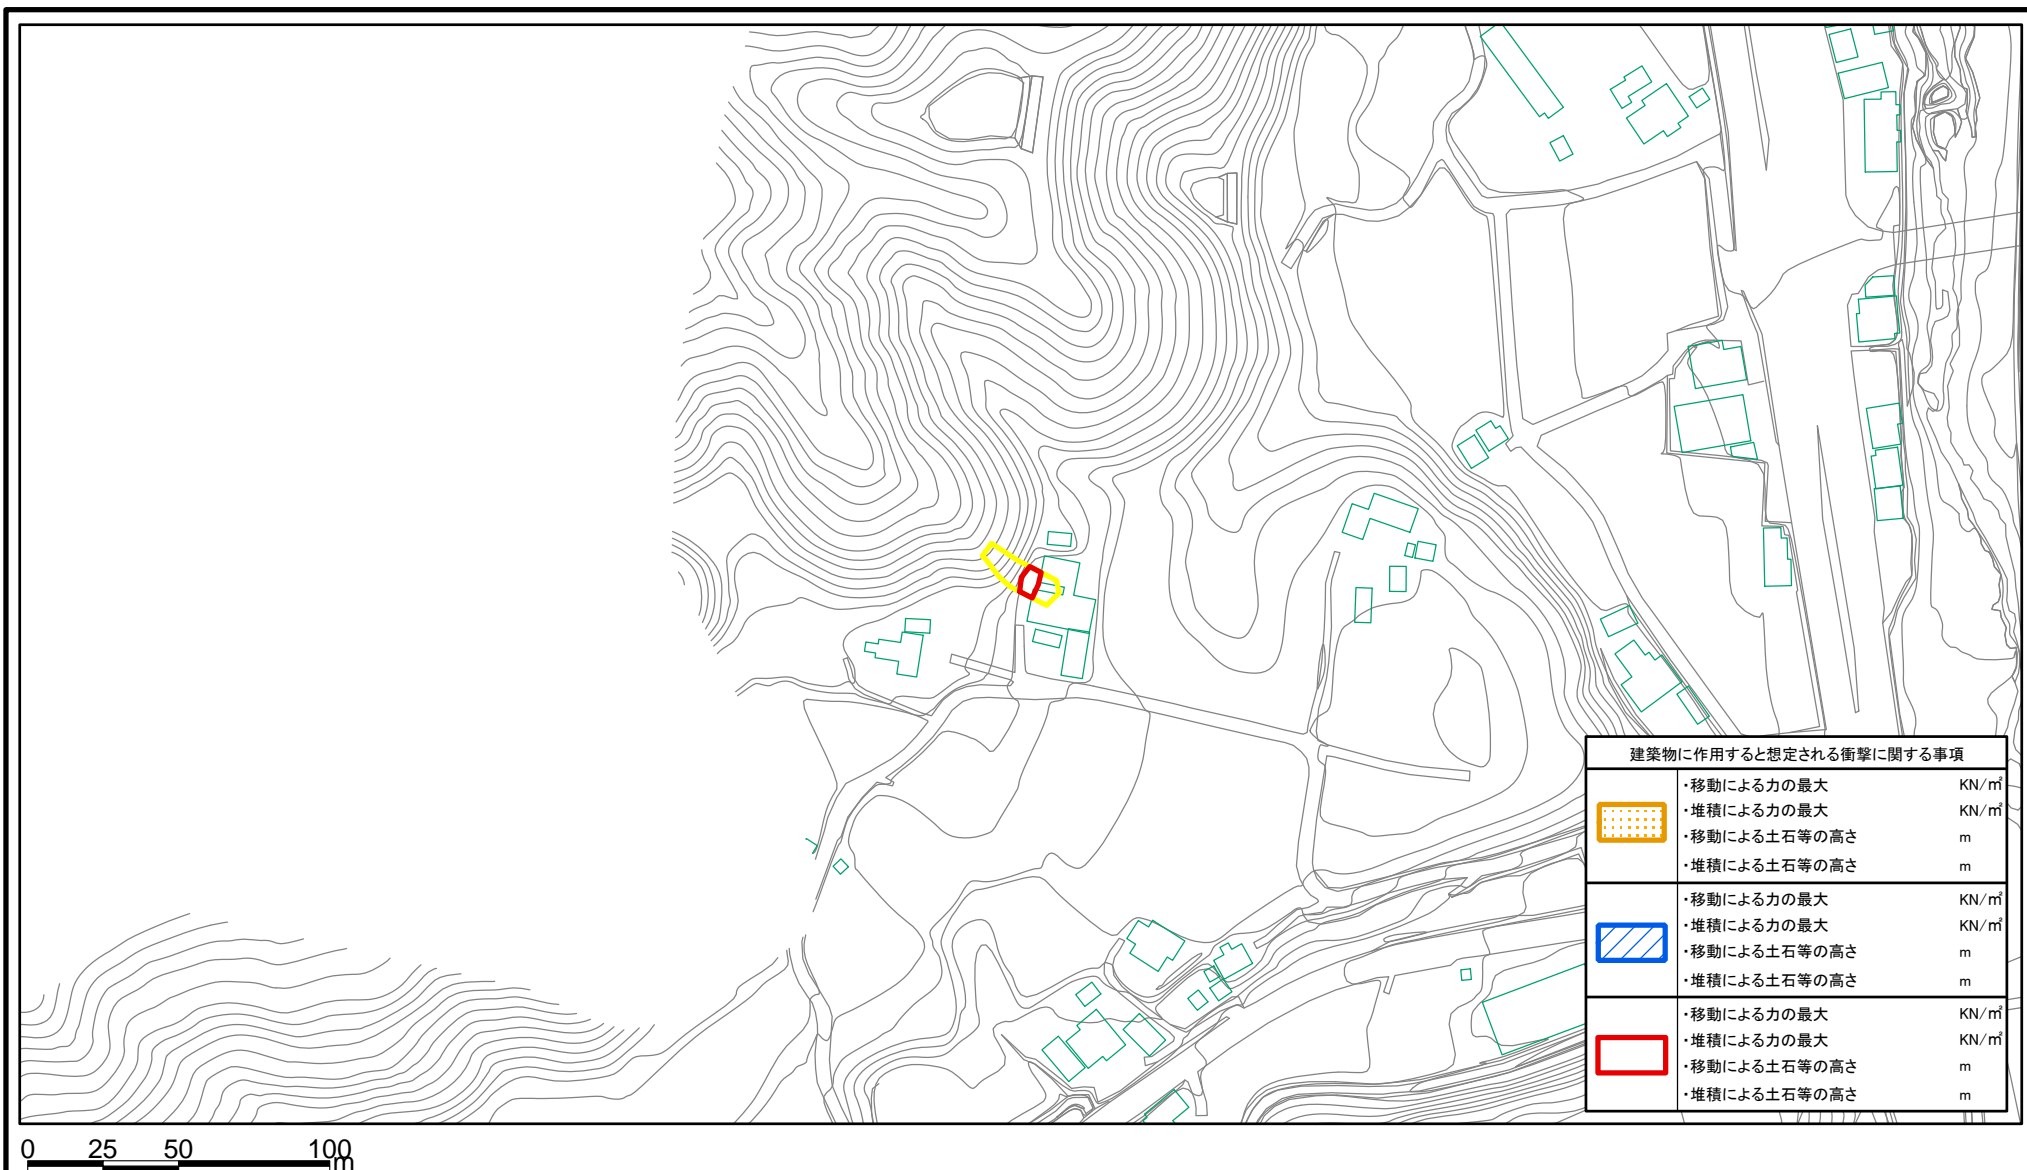 建築物に作用すると想定される衝撃に関する事項
・移動による力の最大 KN/㎡
・堆積による力の最大 KN/㎡
・移動による土石等の高さ m
・堆積による土石等の高さ m
・移動による力の最大 KN/㎡
・堆積による力の最大 KN/㎡
・移動による土石等の高さ m
・堆積による土石等の高さ m
・移動による力の最大 KN/㎡
・堆積による力の最大 KN/㎡
・移動による土石等の高さ m
・堆積による土石等の高さ m
0 25 50 100
m